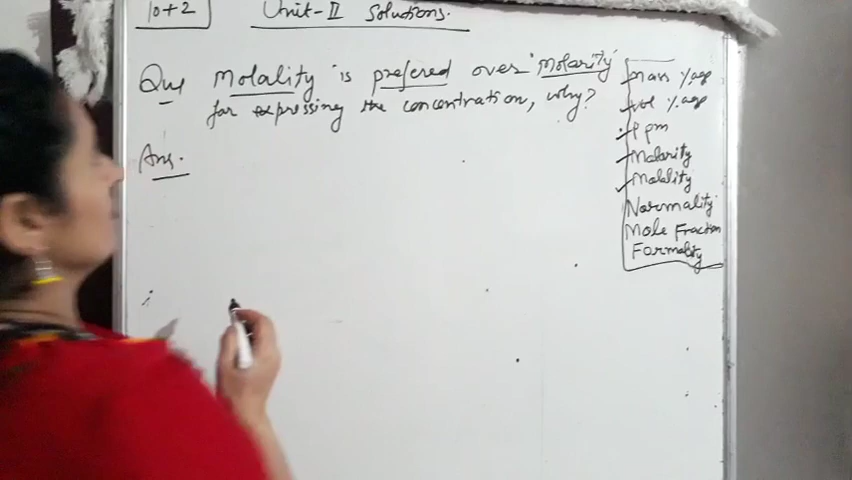 10+2 Unit-II Solutions.
Que Molality is prefered over "Molarity"
for expressing the concentration, why?
Ans.
mass %age
vol %age
ppm
Molarity
Molality
Normality
Mole Fraction
Formality